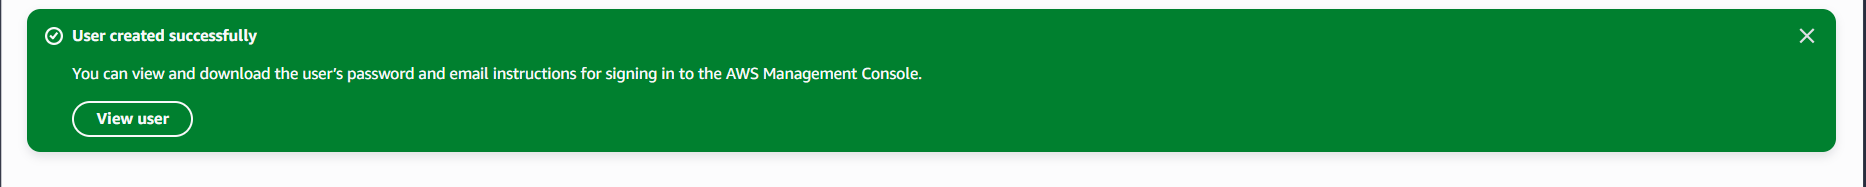 User created successfully
You can view and download the user’s password and email instructions for signing in to the AWS Management Console.
View user